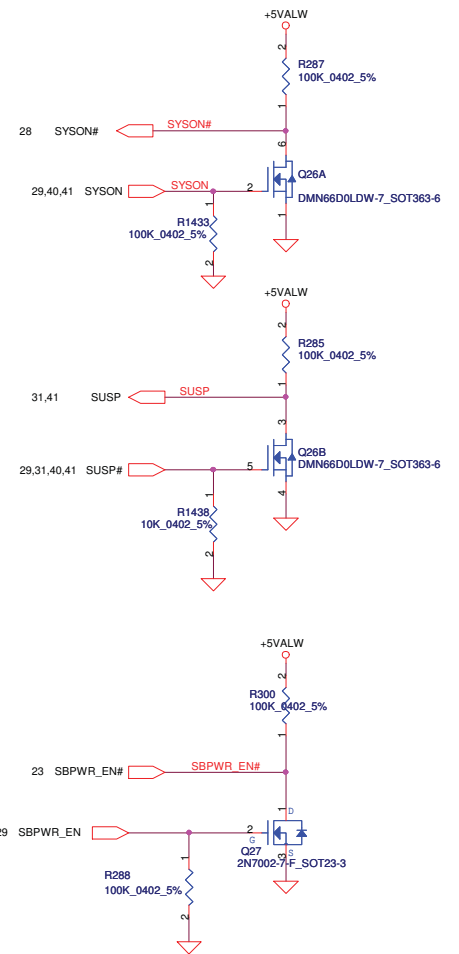 +5VALW
2
R287
100K_0402_5%
1
28 SYSON# SYSON#
6
Q26A
29,40,41 SYSON SYSON 2
DMN66D0LDW-7_SOT363-6
1 1
R1433
100K_0402_5%
2
+5VALW
2
R285
100K_0402_5%
1
31,41 SUSP SUSP
3
Q26B
29,31,40,41 SUSP# 5
DMN66D0LDW-7_SOT363-6
1 4
R1438
10K_0402_5%
2
+5VALW
2
R300
100K_0402_5%
1
23 SBPWR_EN# SBPWR_EN#
1 D
29 SBPWR_EN 2
G
Q27 3 S
2N7002-7-F_SOT23-3
1
R288
100K_0402_5%
2